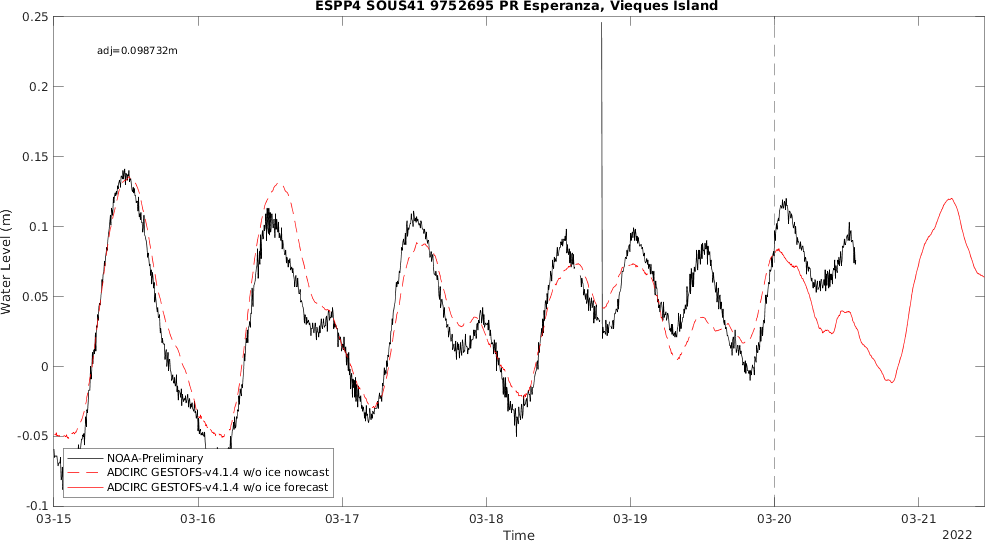 ESPP4 SOUS41 9752695 PR Esperanza, Vieques Island
0.25
adj=0.098732m
0.2
0.15
0.1
0.05
0
-0.05
-0.1
Water Level (m)
NOAA-Preliminary
ADCIRC GESTOFS-v4.1.4 w/o ice nowcast
ADCIRC GESTOFS-v4.1.4 w/o ice forecast
03-15 03-16 03-17 03-18 03-19 03-20 03-21
Time
2022